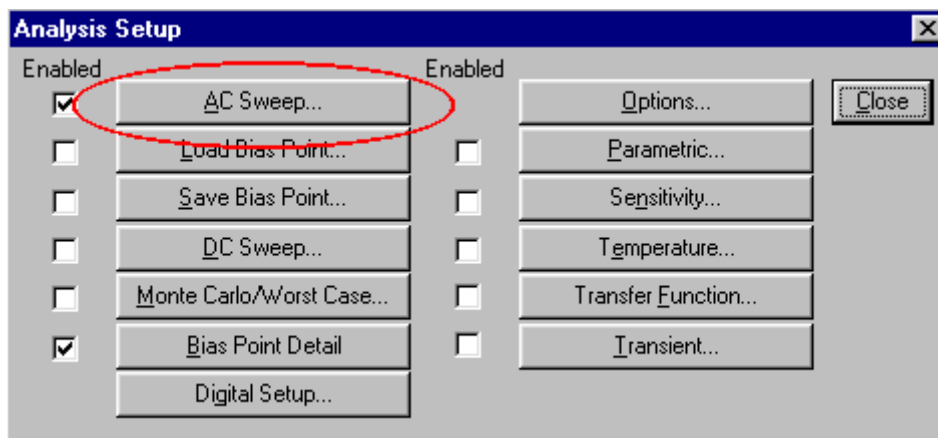 Analysis Setup
Enabled
Enabled
AC Sweep...
Options...
Close
Load Bias Point...
Parametric...
Save Bias Point...
Sensitivity...
DC Sweep...
Temperature...
Monte Carlo/Worst Case...
Transfer Function...
Bias Point Detail
Transient...
Digital Setup...